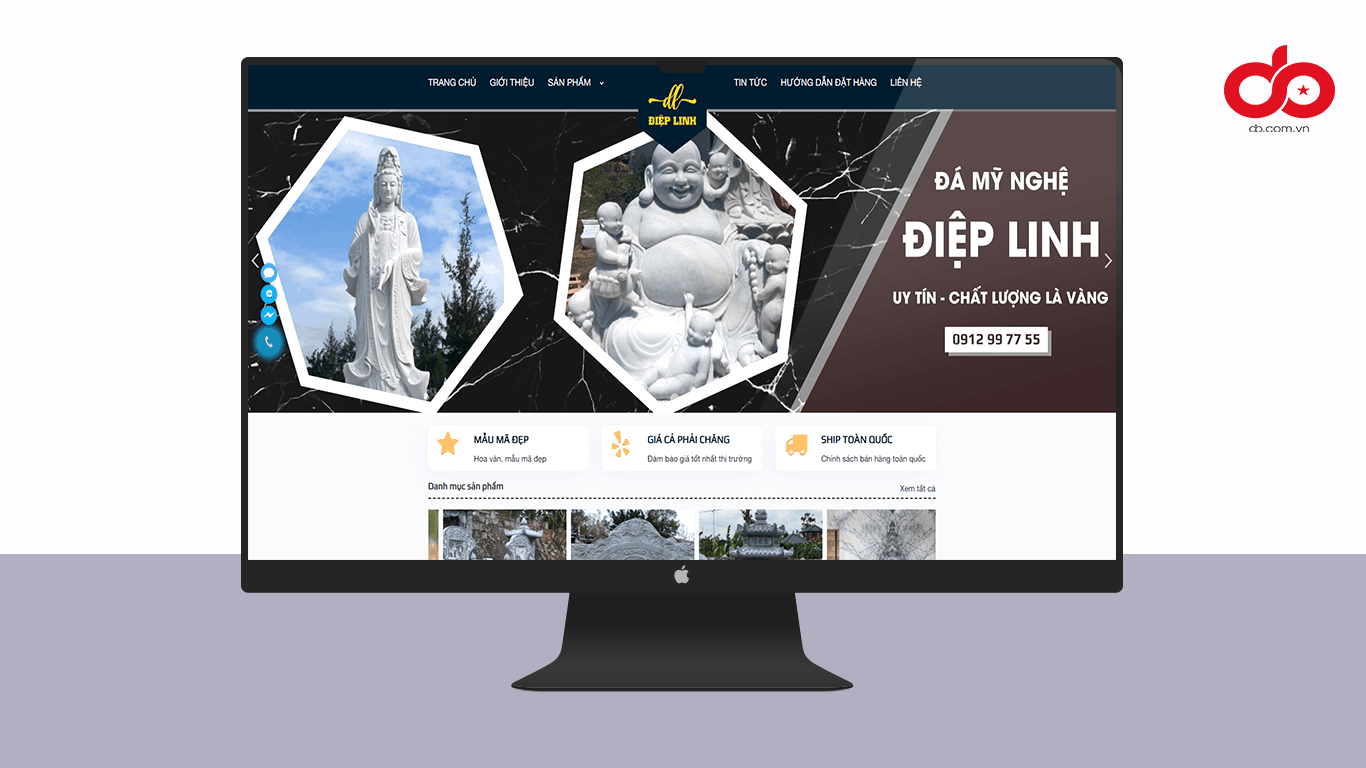 TRANG CHỦ GIỚI THIỆU SẢN PHẨM
TIN TỨC HƯỚNG DẪN ĐẶT HÀNG LIÊN HỆ
dl
ĐIỆP LINH
db.com.vn
ĐÁ MỸ NGHỆ
ĐIỆP LINH
UY TÍN - CHẤT LƯỢNG LÀ VÀNG
0912 99 77 55
MẪU MÃ ĐẸP
Hoa văn, mẫu mã đẹp
GIÁ CẢ PHẢI CHĂNG
Đảm bảo giá tốt nhất thị trường
SHIP TOÀN QUỐC
Chính sách bán hàng toàn quốc
Danh mục sản phẩm
Xem tất cả